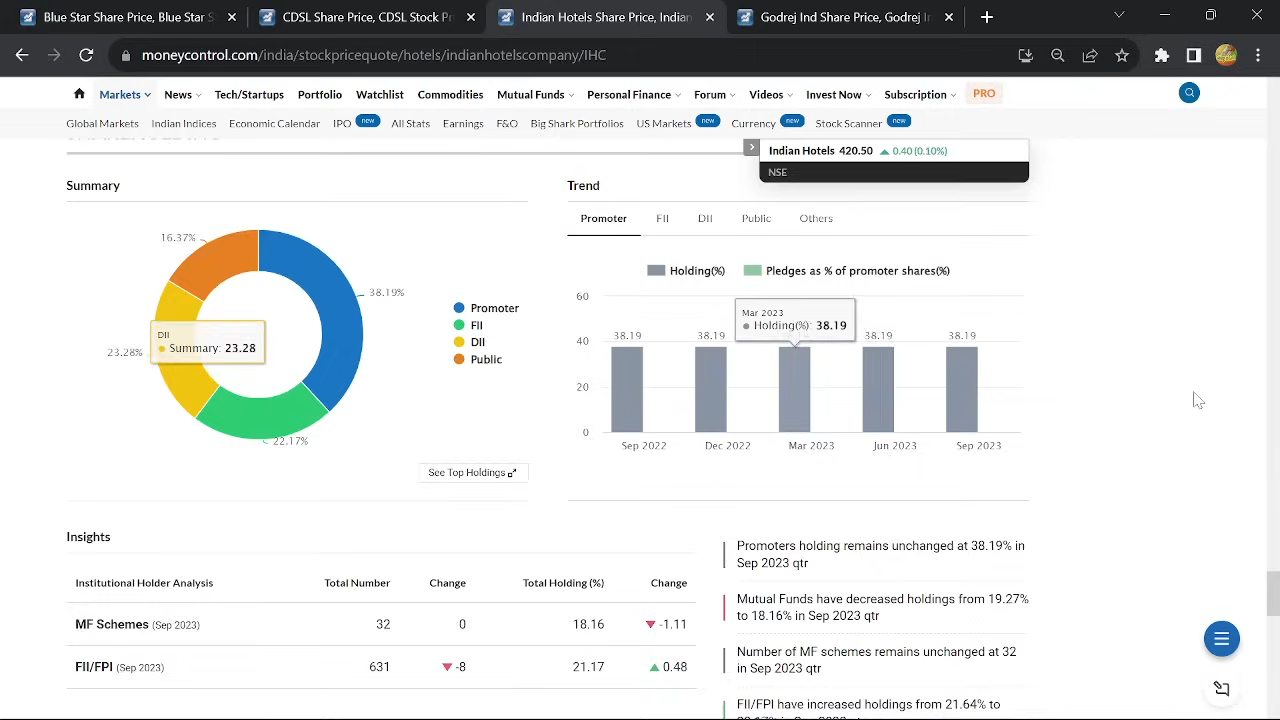 Blue Star Share Price, Blue Star S
CDSL Share Price, CDSL Stock Pr
Indian Hotels Share Price, Indian
Godrej Ind Share Price, Godrej In
moneycontrol.com/india/stockpricequote/hotels/indianhotelscompany/IHC
Markets News Tech/Startups Portfolio Watchlist Commodities Mutual Funds Personal Finance Forum Videos Invest Now Subscription PRO
Global Markets Indian Indices Economic Calendar IPO new All Stats Earnings F&O Big Shark Portfolios US Markets new Currency new Stock Scanner new
Indian Hotels 420.50 0.40 (0.10%)
NSE
Summary
16.37%
38.19%
DII
Summary: 23.28
23.28%
22.17%
Promoter
FII
DII
Public
See Top Holdings
Trend
Promoter FII DII Public Others
Holding(%) Pledges as % of promoter shares(%)
60
Mar 2023
Holding(%): 38.19
38.19 38.19 38.19 38.19
40
20
0
Sep 2022 Dec 2022 Mar 2023 Jun 2023 Sep 2023
Insights
Institutional Holder Analysis Total Number Change Total Holding (%) Change
MF Schemes (Sep 2023) 32 0 18.16 -1.11
FII/FPI (Sep 2023) 631 -8 21.17 0.48
Promoters holding remains unchanged at 38.19% in
Sep 2023 qtr
Mutual Funds have decreased holdings from 19.27%
to 18.16% in Sep 2023 qtr
Number of MF schemes remains unchanged at 32
in Sep 2023 qtr
FII/FPI have increased holdings from 21.64% to